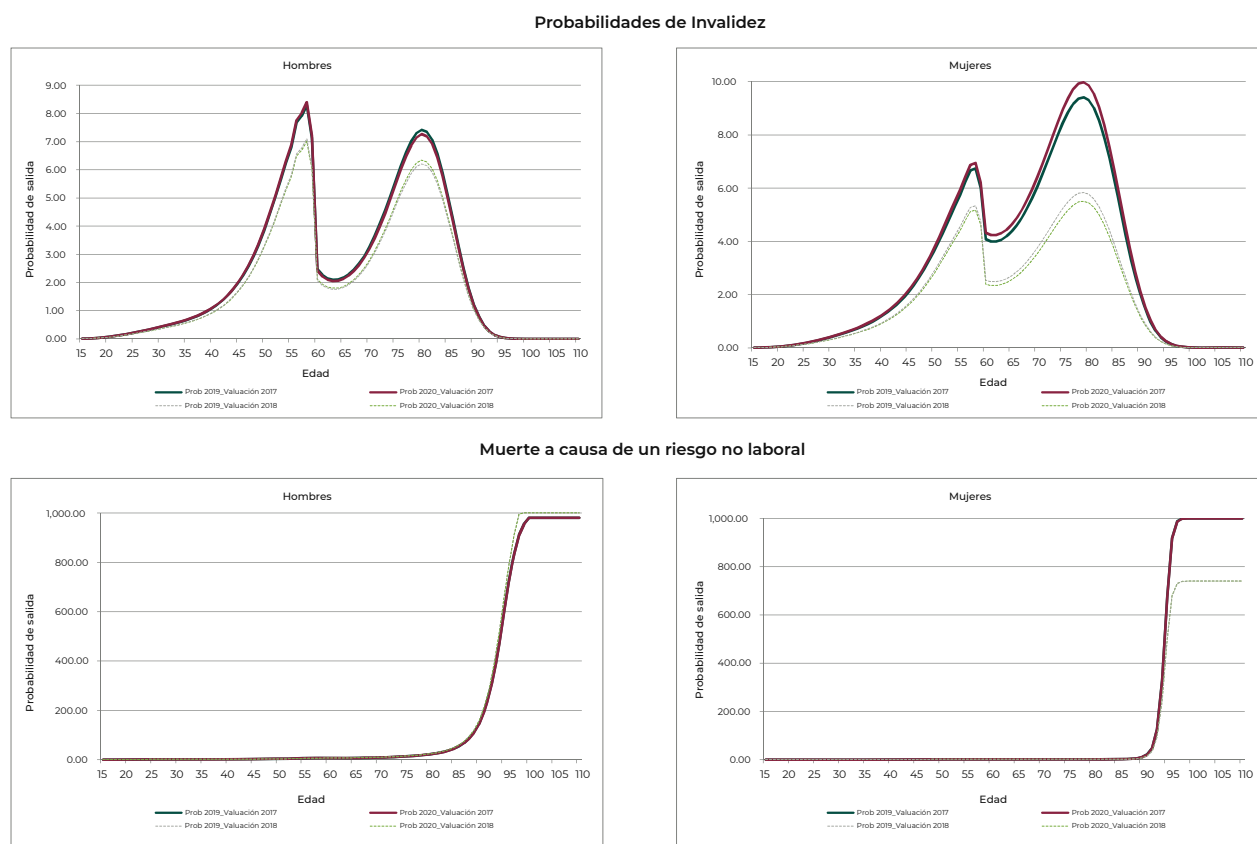 Probabilidades de Invalidez
Hombres
Probabilidad de salida
9.00
8.00
7.00
6.00
5.00
4.00
3.00
2.00
1.00
0.00
15 20 25 30 35 40 45 50 55 60 65 70 75 80 85 90 95 100 105 110
Edad
Prob 2019_Valuación 2017 Prob 2020_Valuación 2017
Prob 2019_Valuación 2018 Prob 2020_Valuación 2018
Mujeres
Probabilidad de salida
10.00
8.00
6.00
4.00
2.00
0.00
15 20 25 30 35 40 45 50 55 60 65 70 75 80 85 90 95 100 105 110
Edad
Prob 2019_Valuación 2017 Prob 2020_Valuación 2017
Prob 2019_Valuación 2018 Prob 2020_Valuación 2018
Muerte a causa de un riesgo no laboral
Hombres
Probabilidad de salida
1,000.00
800.00
600.00
400.00
200.00
0.00
15 20 25 30 35 40 45 50 55 60 65 70 75 80 85 90 95 100 105 110
Edad
Prob 2019_Valuación 2017 Prob 2020_Valuación 2017
Prob 2019_Valuación 2018 Prob 2020_Valuación 2018
Mujeres
Probabilidad de salida
1,000.00
800.00
600.00
400.00
200.00
0.00
15 20 25 30 35 40 45 50 55 60 65 70 75 80 85 90 95 100 105 110
Edad
Prob 2019_Valuación 2017 Prob 2020_Valuación 2017
Prob 2019_Valuación 2018 Prob 2020_Valuación 2018